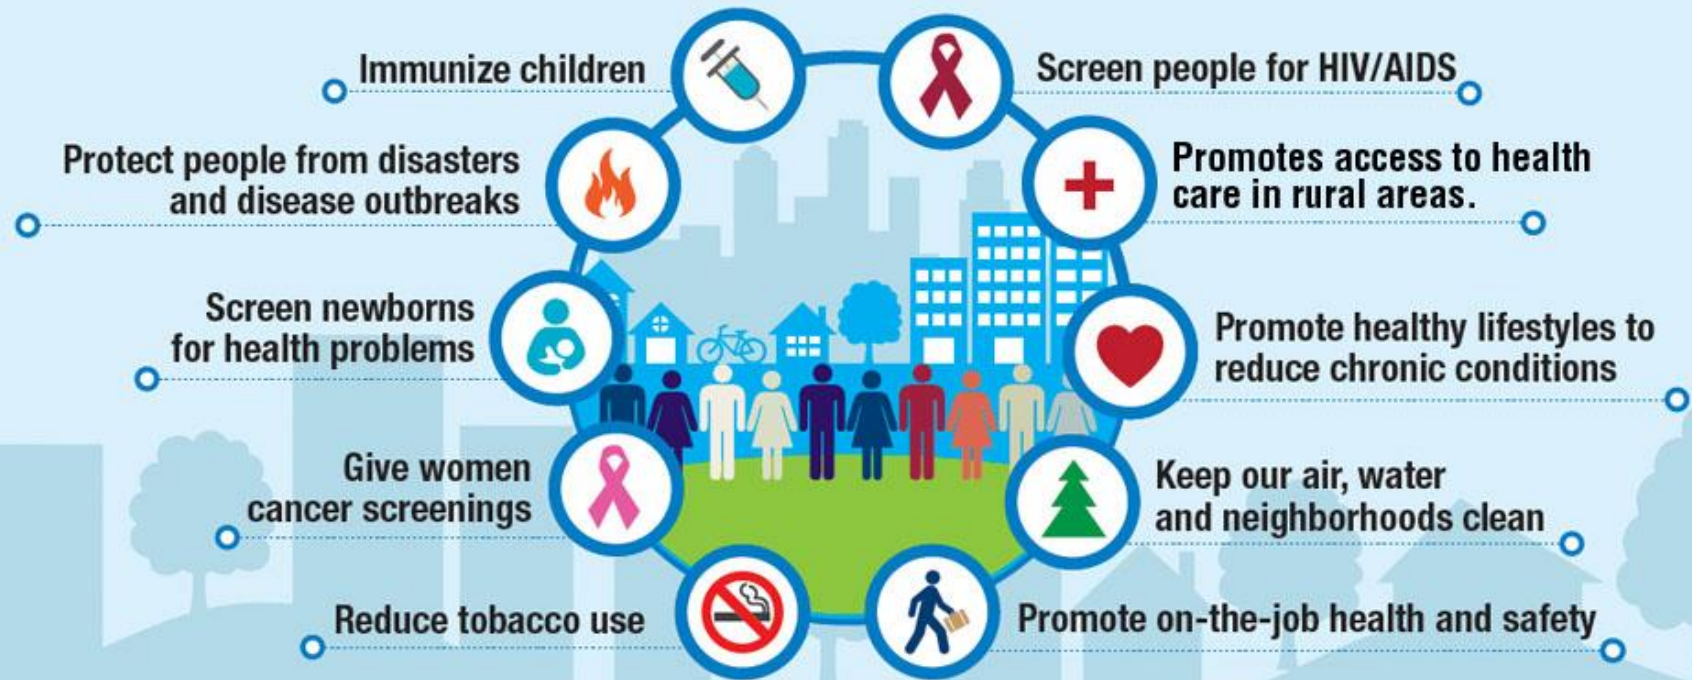 Immunize children
Screen people for HIV/AIDS
Protect people from disasters
and disease outbreaks
Promotes access to health
care in rural areas.
Screen newborns
for health problems
Promote healthy lifestyles to
reduce chronic conditions
Give women
cancer screenings
Keep our air, water
and neighborhoods clean
Reduce tobacco use
Promote on-the-job health and safety